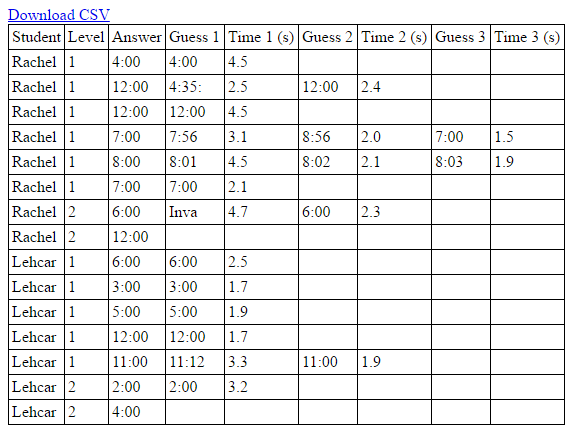 Download CSV
Student Level Answer Guess 1 Time 1 (s) Guess 2 Time 2 (s) Guess 3 Time 3 (s)
Rachel 1 4:00 4:00 4.5
Rachel 1 12:00 4:35: 2.5 12:00 2.4
Rachel 1 12:00 12:00 4.5
Rachel 1 7:00 7:56 3.1 8:56 2.0 7:00 1.5
Rachel 1 8:00 8:01 4.5 8:02 2.1 8:03 1.9
Rachel 1 7:00 7:00 2.1
Rachel 2 6:00 Inva 4.7 6:00 2.3
Rachel 2 12:00
Lehcar 1 6:00 6:00 2.5
Lehcar 1 3:00 3:00 1.7
Lehcar 1 5:00 5:00 1.9
Lehcar 1 12:00 12:00 1.7
Lehcar 1 11:00 11:12 3.3 11:00 1.9
Lehcar 2 2:00 2:00 3.2
Lehcar 2 4:00